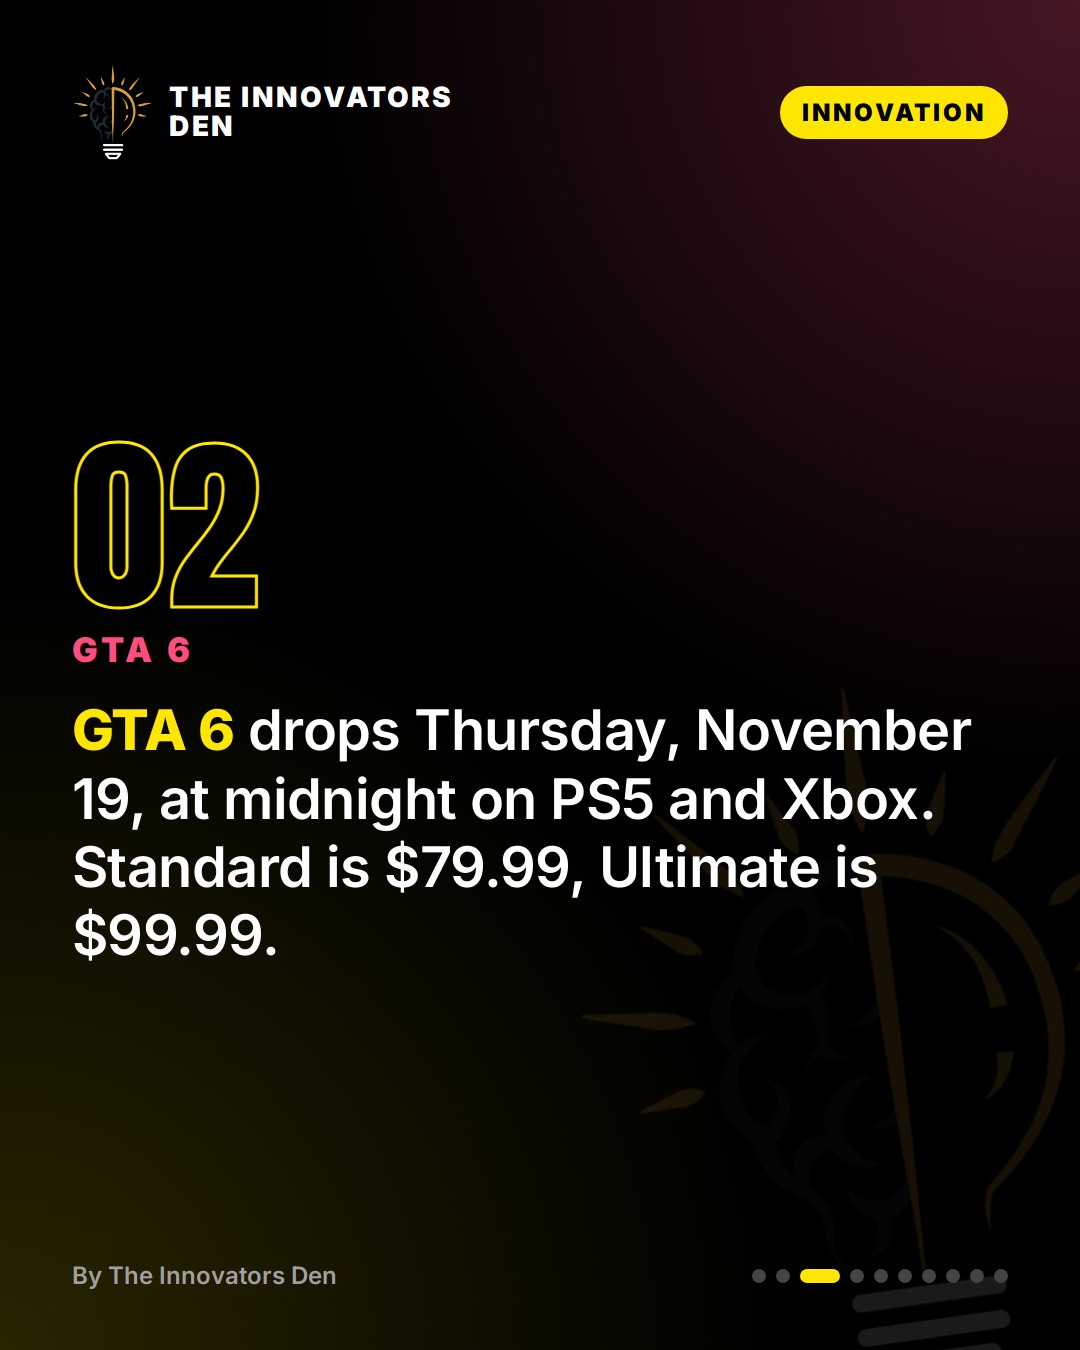 THE INNOVATORS
DEN
INNOVATION
02
GTA 6
GTA 6 drops Thursday, November
19, at midnight on PS5 and Xbox.
Standard is $79.99, Ultimate is
$99.99.
By The Innovators Den